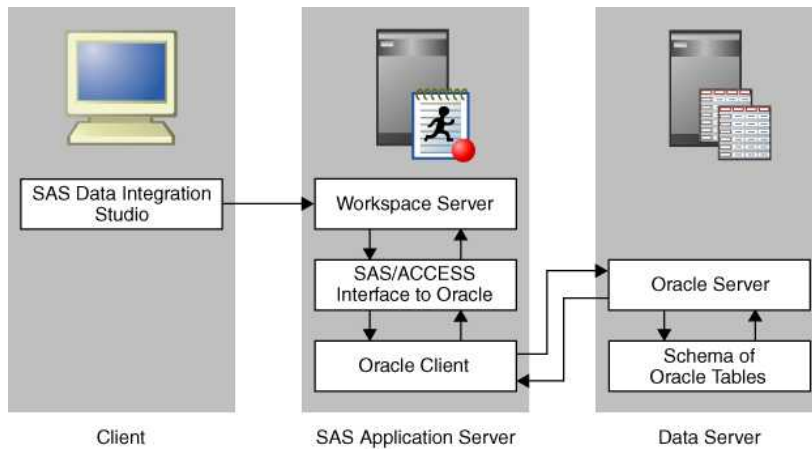 SAS Data Integration
Studio
Workspace Server
SAS/ACCESS
Interface to Oracle
Oracle Client
Oracle Server
Schema of
Oracle Tables
Client
SAS Application Server
Data Server